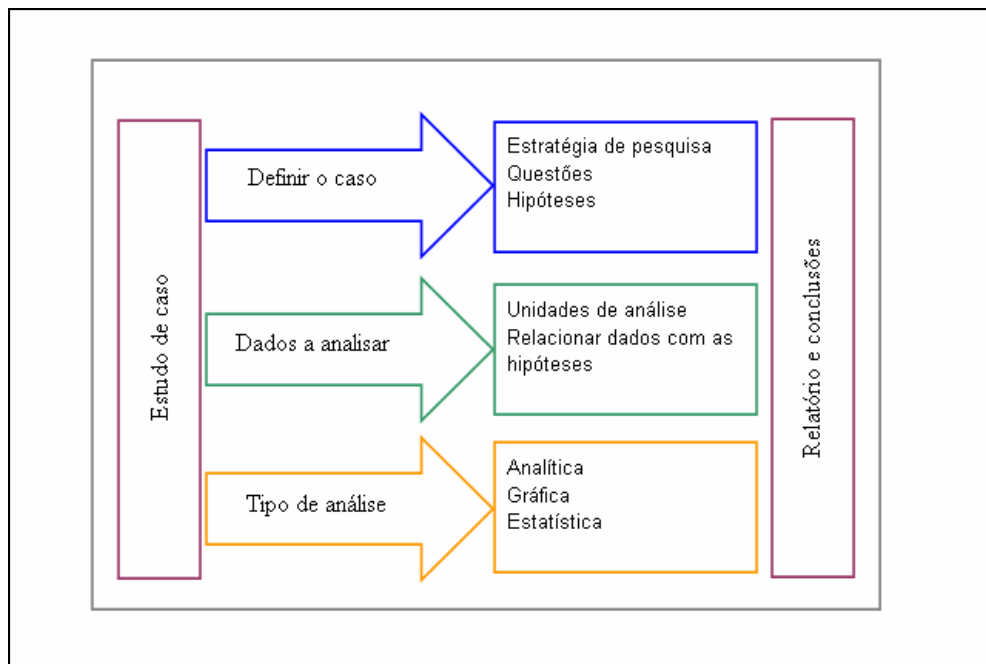 Estudo de caso
Definir o caso
Estratégia de pesquisa
Questões
Hipóteses
Dados a analisar
Unidades de análise
Relacionar dados com as
hipóteses
Tipo de análise
Analítica
Gráfica
Estatística
Relatório e conclusões